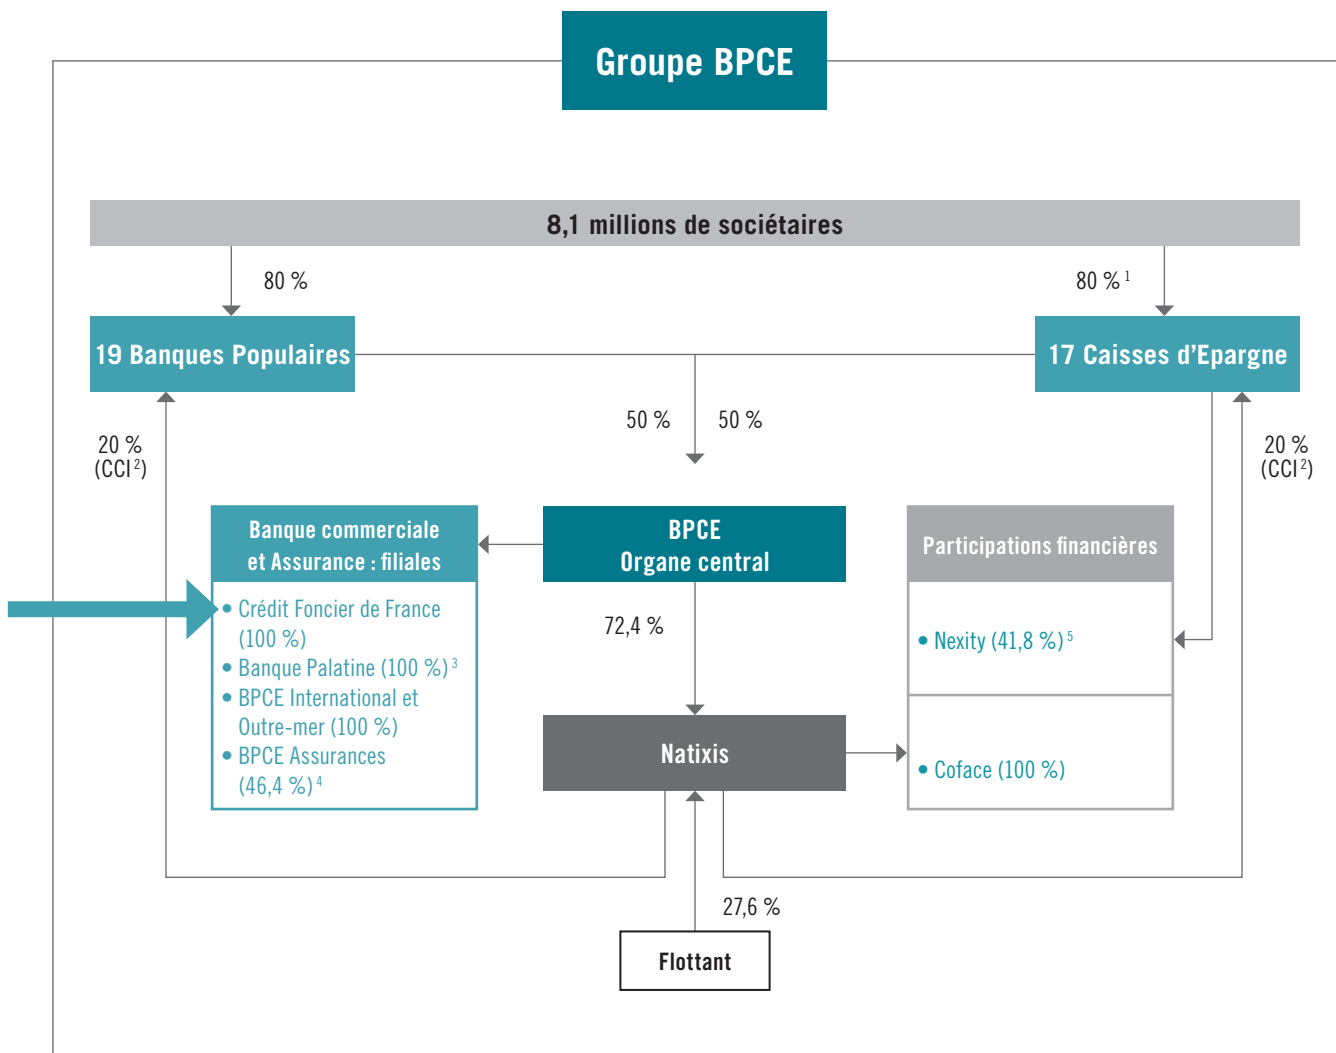 Groupe BPCE
8,1 millions de sociétaires
80 %
80 % 1
19 Banques Populaires
17 Caisses d'Epargne
50 %
50 %
20 %
(CCI 2)
20 %
(CCI 2)
Banque commerciale
et Assurance : filiales
BPCE
Organe central
Participations financières
• Crédit Foncier de France
(100 %)
• Banque Palatine (100 %) 3
• BPCE International et
Outre-mer (100 %)
• BPCE Assurances
(46,4 %) 4
72,4 %
• Nexity (41,8 %) 5
Natixis
• Coface (100 %)
27,6 %
Flottant